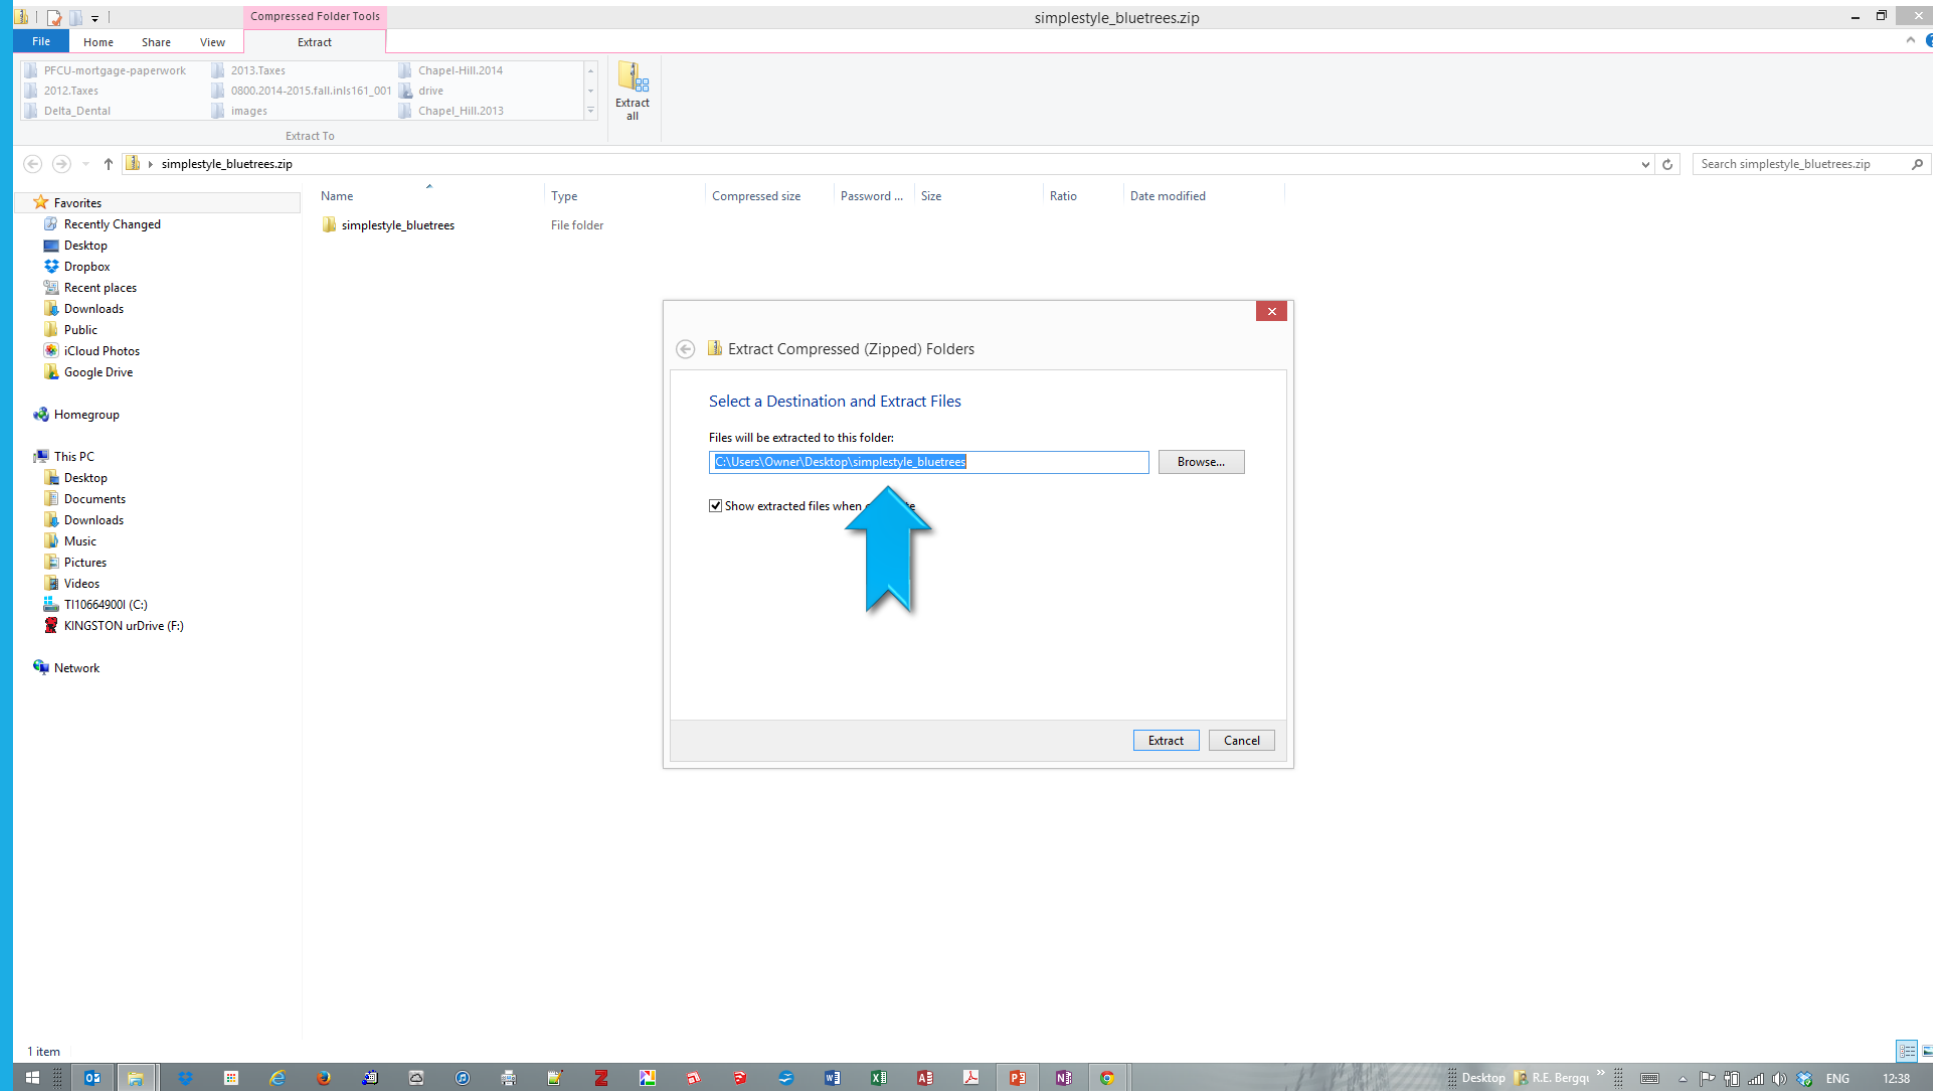 Compressed Folder Tools
simplestyle_bluetrees.zip
File Home Share View Extract
PFCU-mortgage-paperwork 2013.Taxes Chapel-Hill.2014
2012.Taxes 0800.2014-2015.fall.inls161_001 drive
Delta_Dental images Chapel_Hill.2013
Extract
all
Extract To
simplestyle_bluetrees.zip
Search simplestyle_bluetrees.zip
Name Type Compressed size Password ... Size Ratio Date modified
simplestyle_bluetrees File folder
Favorites
Recently Changed
Desktop
Dropbox
Recent places
Downloads
Public
iCloud Photos
Google Drive
Homegroup
This PC
Desktop
Documents
Downloads
Music
Pictures
Videos
TI10664900I (C:)
KINGSTON urDrive (F:)
Network
Extract Compressed (Zipped) Folders
Select a Destination and Extract Files
Files will be extracted to this folder:
C:\Users\Owner\Desktop\simplestyle_bluetrees
Browse...
Show extracted files when
Extract Cancel
1 item
Desktop R.E. Bergqu ENG 12:38